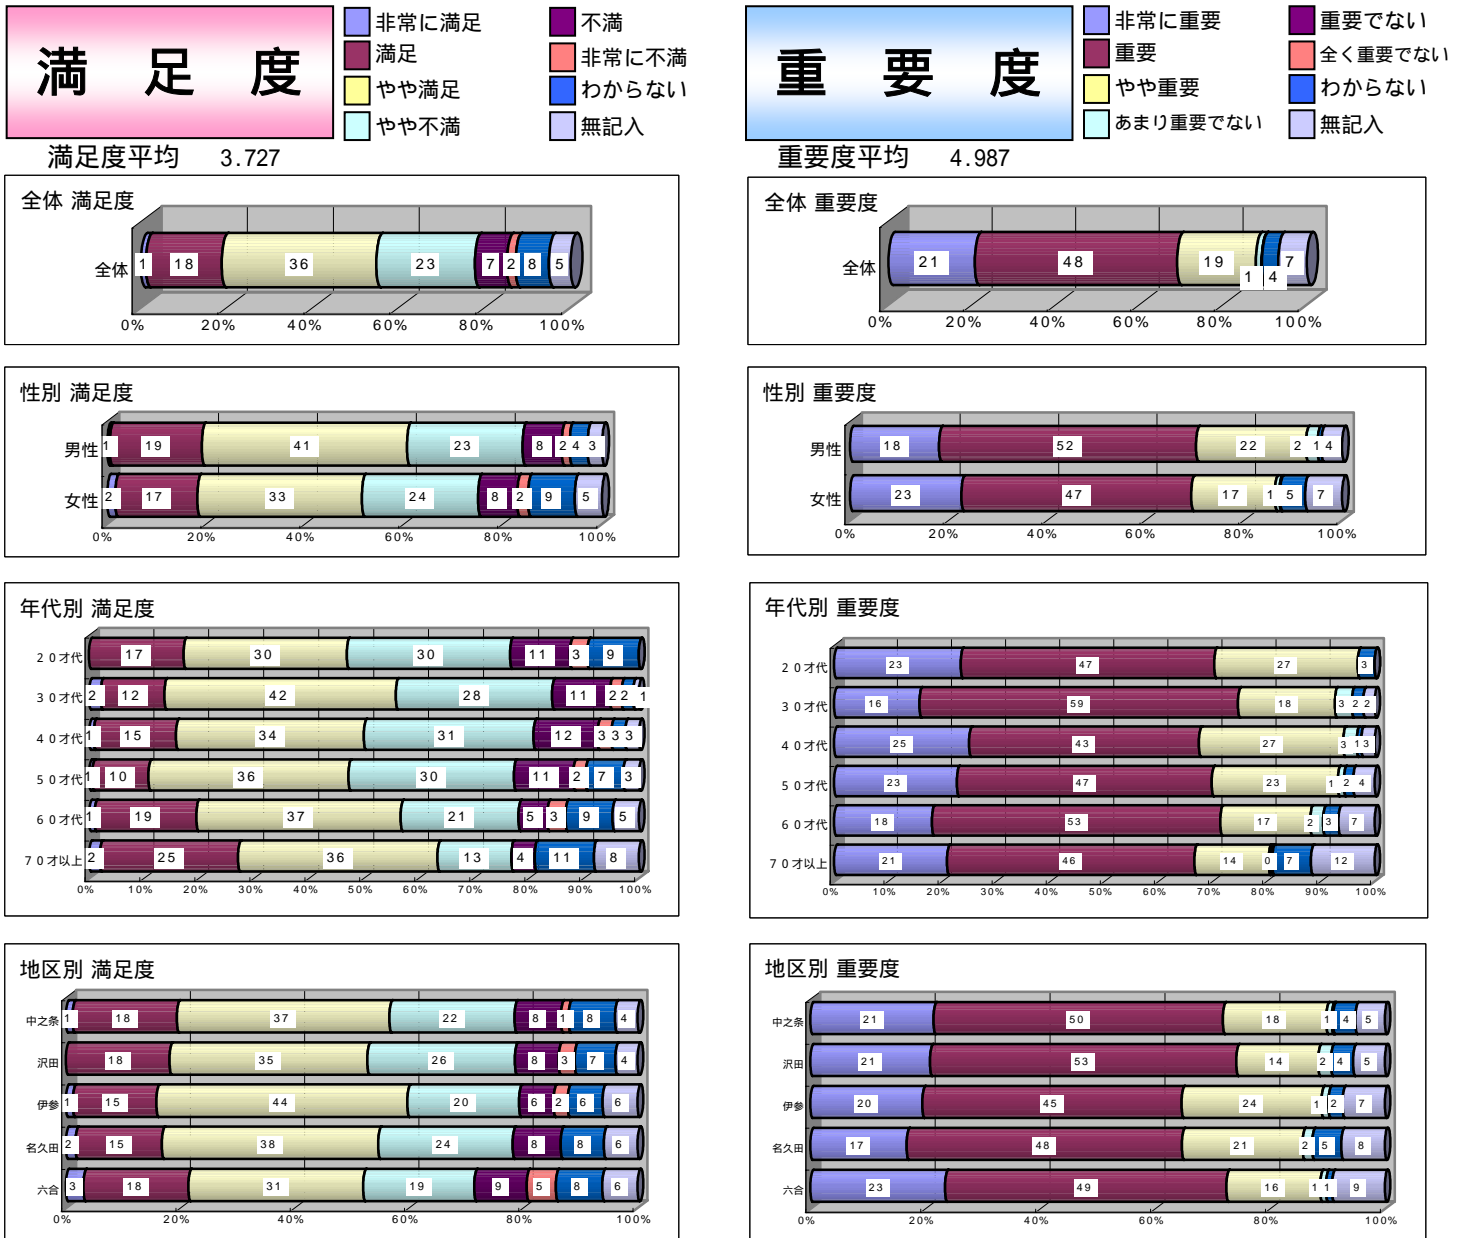 満足度
非常に満足
満足
やや満足
やや不満
不満
非常に不満
わからない
無記入
満足度平均 3.727
全体 満足度
全体 1 18 36 23 7 2 8 5
0% 20% 40% 60% 80% 100%
性別 満足度
男性 1 19 41 23 8 2 4 3
女性 2 17 33 24 8 2 9 5
0% 20% 40% 60% 80% 100%
年代別 満足度
20才代 17 30 30 11 3 9
30才代 2 12 42 28 11 2 2 1
40才代 1 15 34 31 12 3 3 3
50才代 1 10 36 30 11 2 7 3
60才代 1 19 37 21 5 3 9 5
70才以上 2 25 36 13 4 11 8
0% 10% 20% 30% 40% 50% 60% 70% 80% 90% 100%
地区別 満足度
中之条 1 18 37 22 8 1 8 4
沢田 18 35 26 8 3 7 4
伊参 1 15 44 20 6 2 6 6
名久田 2 15 38 24 8 8 6
六合 3 18 31 19 9 5 8 6
0% 20% 40% 60% 80% 100%
重要度
非常に重要
重要
やや重要
あまり重要でない
重要でない
全く重要でない
わからない
無記入
重要度平均 4.987
全体 重要度
全体 21 48 19 1 4 7
0% 20% 40% 60% 80% 100%
性別 重要度
男性 18 52 22 2 1 4
女性 23 47 17 1 5 7
0% 20% 40% 60% 80% 100%
年代別 重要度
20才代 23 47 27 3
30才代 16 59 18 3 2 2
40才代 25 43 27 3 1 3
50才代 23 47 23 1 2 4
60才代 18 53 17 2 3 7
70才以上 21 46 14 0 7 12
0% 10% 20% 30% 40% 50% 60% 70% 80% 90% 100%
地区別 重要度
中之条 21 50 18 1 4 5
沢田 21 53 14 2 4 5
伊参 20 45 24 1 2 7
名久田 17 48 21 2 5 8
六合 23 49 16 1 1 9
0% 20% 40% 60% 80% 100%